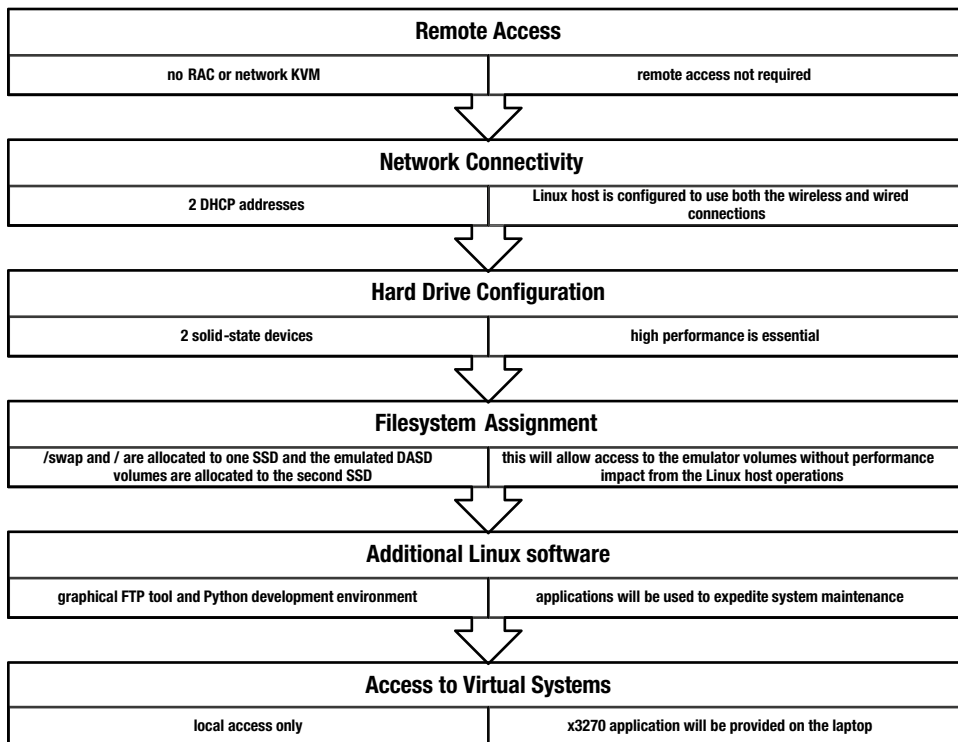 Remote Access
no RAC or network KVM
remote access not required
Network Connectivity
2 DHCP addresses
Linux host is configured to use both the wireless and wired
connections
Hard Drive Configuration
2 solid-state devices
high performance is essential
Filesystem Assignment
/swap and / are allocated to one SSD and the emulated DASD
volumes are allocated to the second SSD
this will allow access to the emulator volumes without performance
impact from the Linux host operations
Additional Linux software
graphical FTP tool and Python development environment
applications will be used to expedite system maintenance
Access to Virtual Systems
local access only
x3270 application will be provided on the laptop